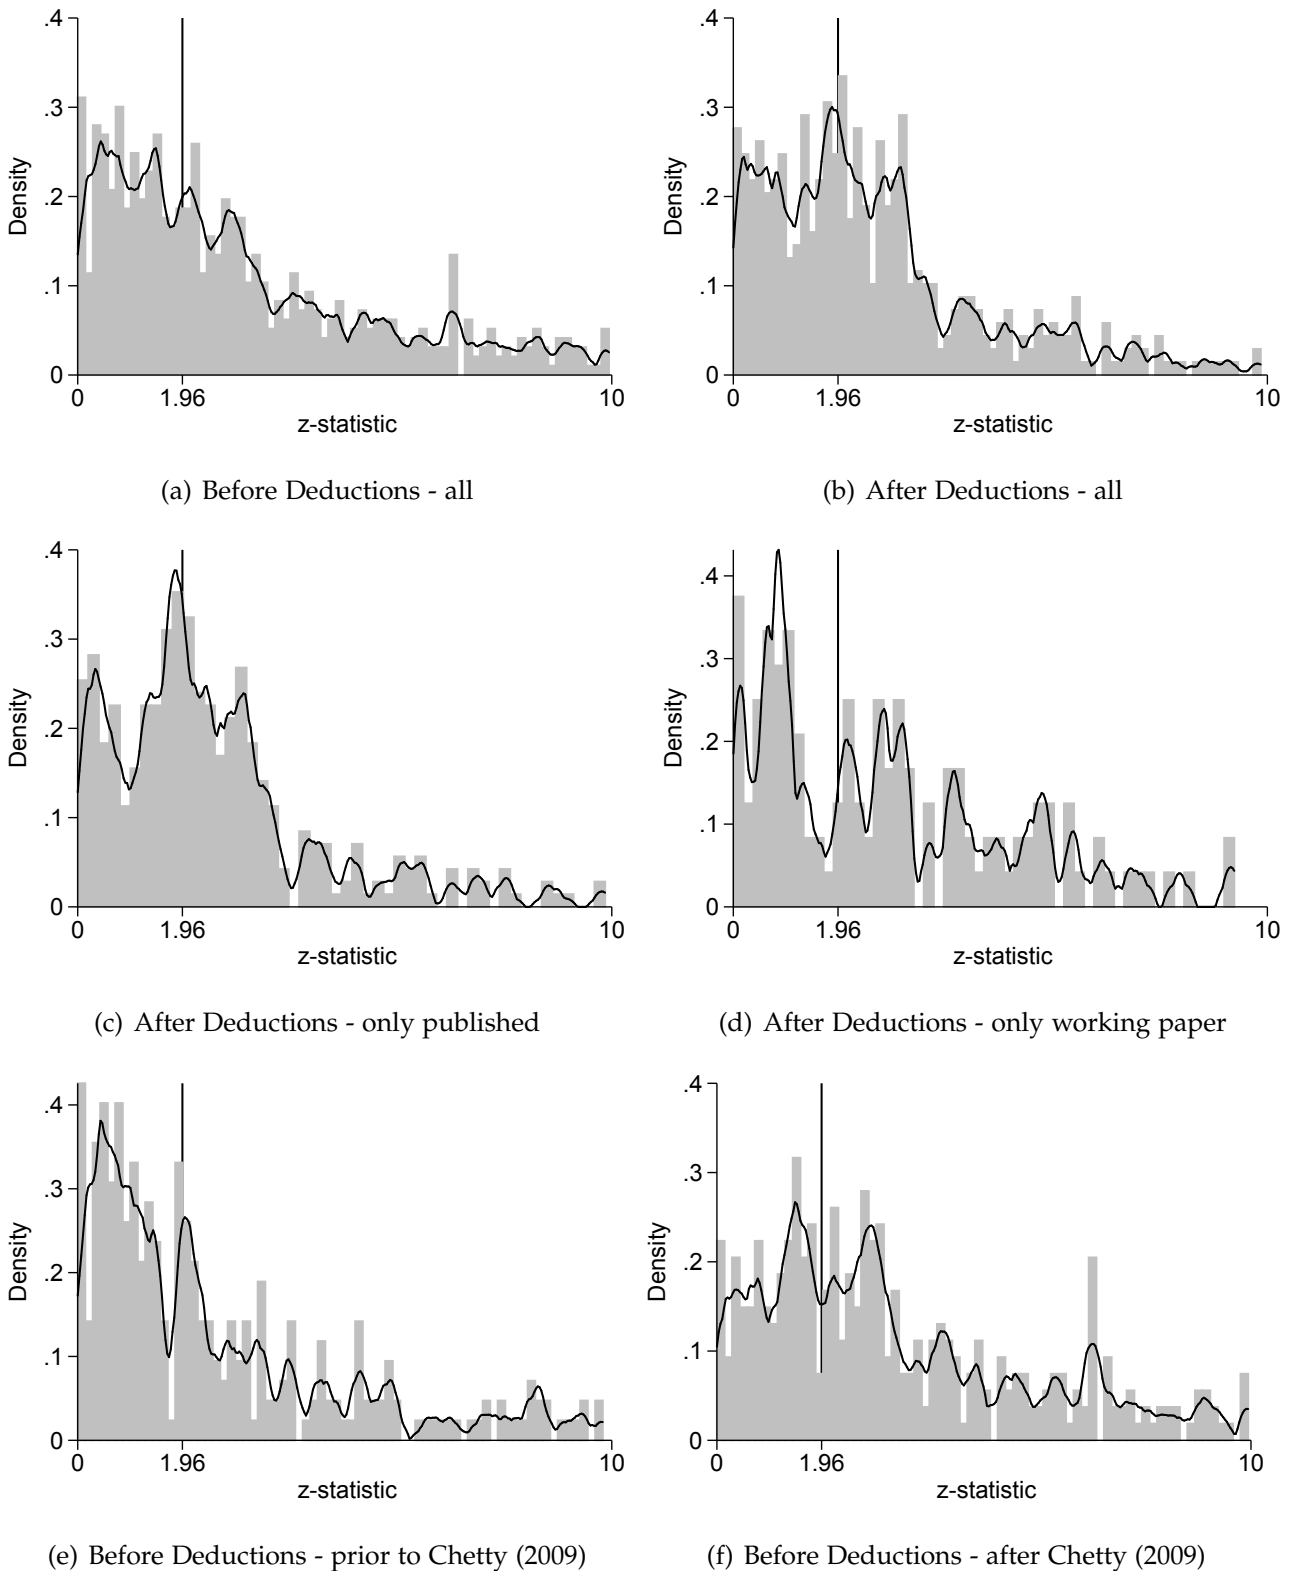 .4
.3
.2
.1
0
Density
0
1.96
10
z-statistic
(a) Before Deductions - all
.4
.3
.2
.1
0
Density
0
1.96
10
z-statistic
(b) After Deductions - all
.4
.3
.2
.1
0
Density
0
1.96
10
z-statistic
(c) After Deductions - only published
.4
.3
.2
.1
0
Density
0
1.96
10
z-statistic
(d) After Deductions - only working paper
.4
.3
.2
.1
0
Density
0
1.96
10
z-statistic
(e) Before Deductions - prior to Chetty (2009)
.4
.3
.2
.1
0
Density
0
1.96
10
z-statistic
(f) Before Deductions - after Chetty (2009)